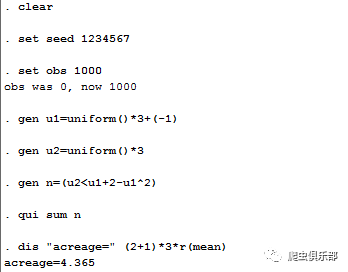 . clear
. set seed 1234567
. set obs 1000
obs was 0, now 1000
. gen u1=uniform()*3+(-1)
. gen u2=uniform()*3
. gen n=(u2<u1+2-u1^2)
. qui sum n
. dis "acreage=" (2+1)*3*r(mean)
acreage=4.365
爬虫俱乐部